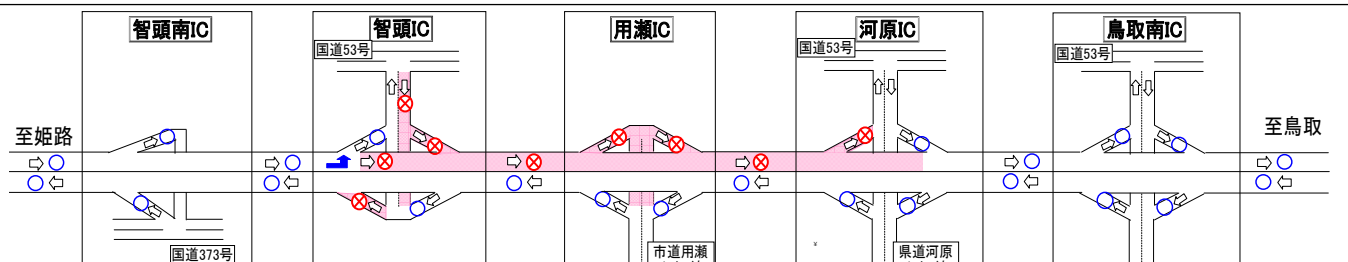 智頭南IC
智頭IC
用瀬IC
河原IC
鳥取南IC
国道53号
国道53号
国道53号
至姫路
至鳥取
国道373号
市道用瀬
県道河原